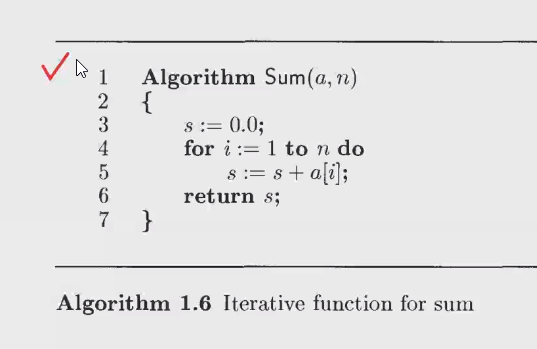 1 Algorithm Sum(a, n)
2 {
3 s := 0.0;
4 for i := 1 to n do
5 s := s + a[i];
6 return s;
7 }
Algorithm 1.6 Iterative function for sum